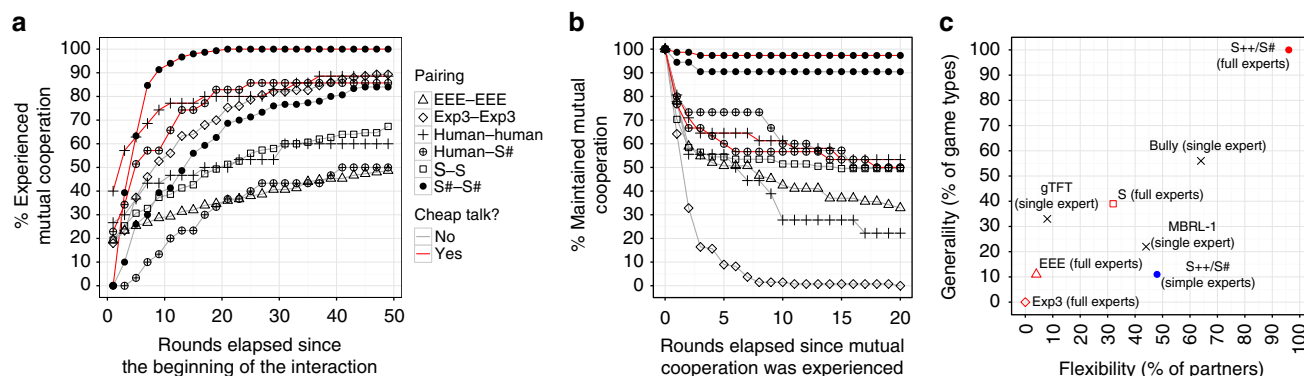 a
% Experienced
mutual cooperation
100
90
80
70
60
50
40
30
20
10
0
0
10
20
30
40
50
Rounds elapsed since
the beginning of the interaction
Pairing
EEE–EEE
Exp3–Exp3
Human–human
Human–S#
S–S
S#–S#
Cheap talk?
No
Yes
b
% Maintained mutual
cooperation
100
90
80
70
60
50
40
30
20
10
0
0
5
10
15
20
Rounds elapsed since mutual
cooperation was experienced
c
Generality (% of game types)
100
90
80
70
60
50
40
30
20
10
0
S++/S#
(full experts)
Bully (single expert)
gTFT
(single expert)
S (full experts)
MBRL-1
(single expert)
EEE (full experts)
S++/S#
(simple experts)
Exp3 (full experts)
0
10
20
30
40
50
60
70
80
90
100
Flexibility (% of partners)